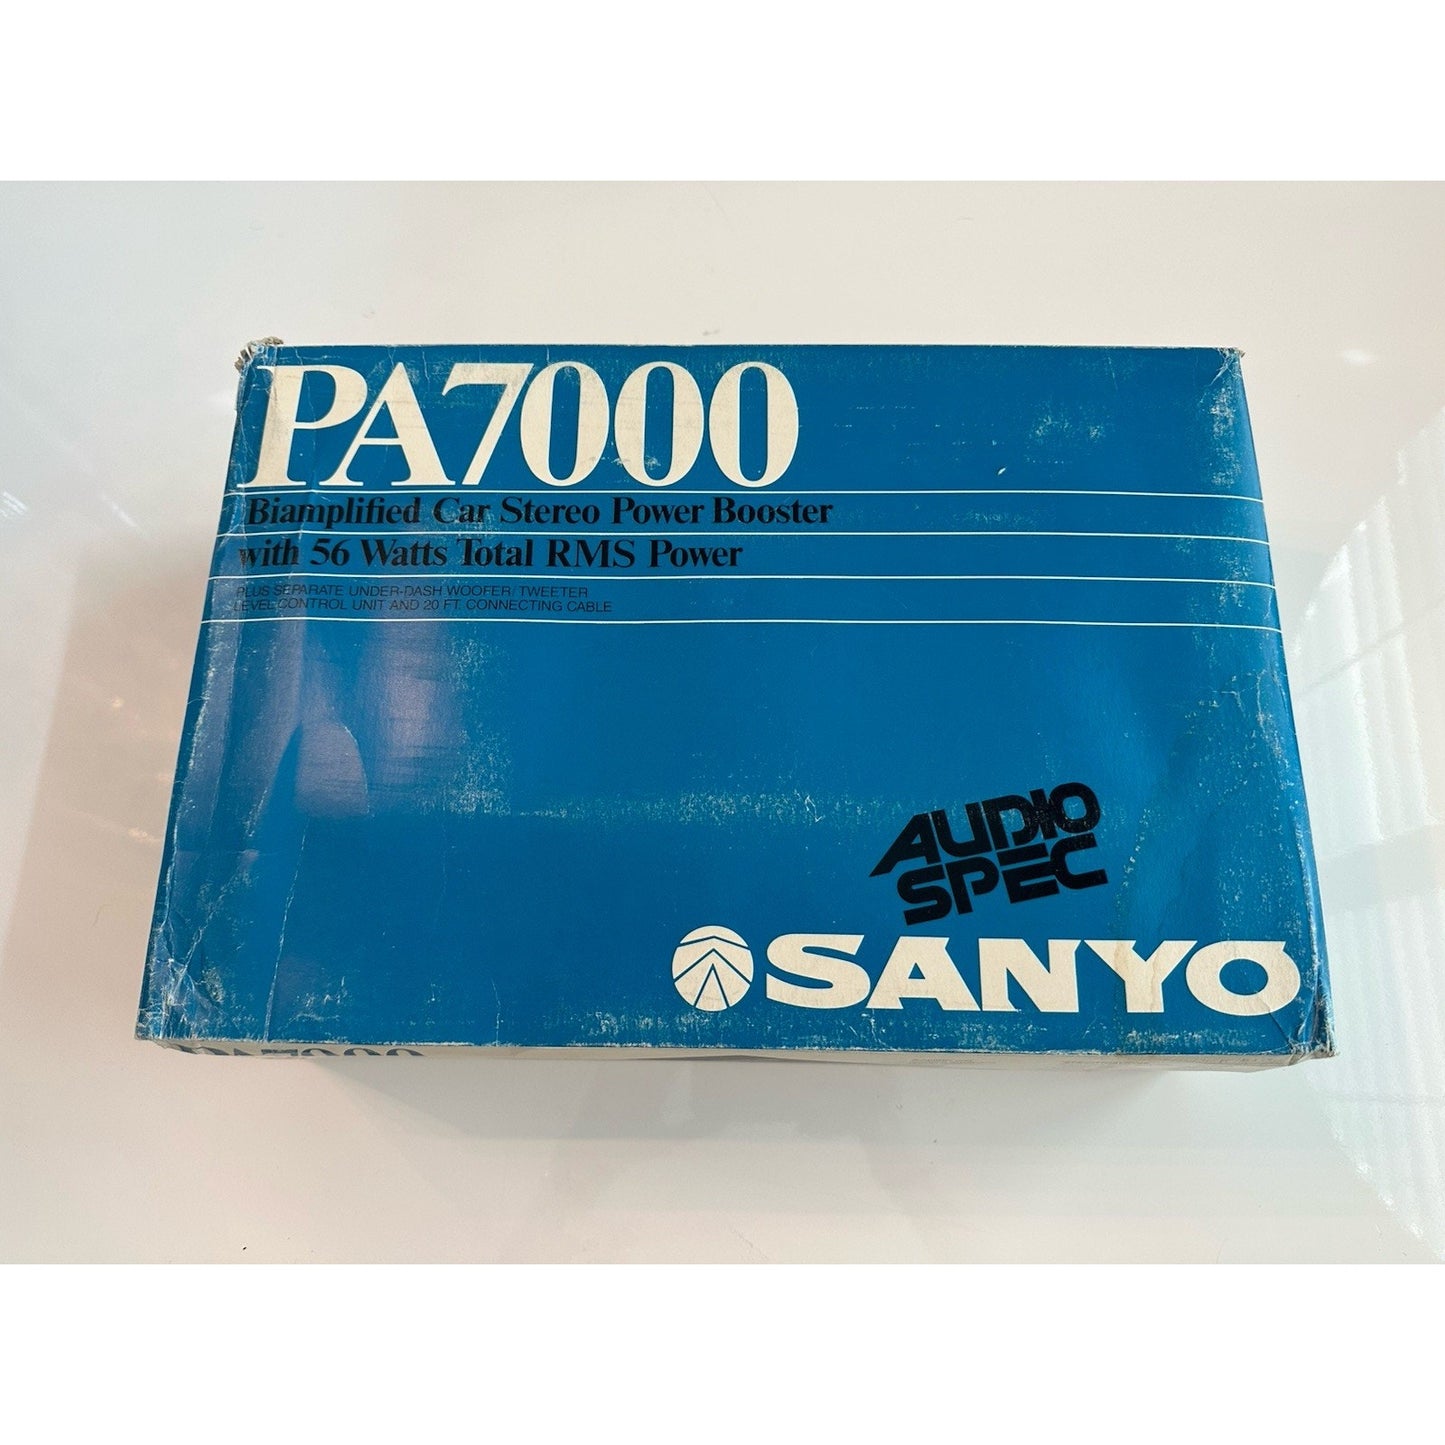 PA7000
Biamplified Car Stereo Power Booster
with 56 Watts Total RMS Power
PLUS SEPARATE UNDER-DASH WOOFER/TWEETER
LEVEL CONTROL UNIT AND 20 FT. CONNECTING CABLE
AUDIO
SPEC
SANYO
PA7000